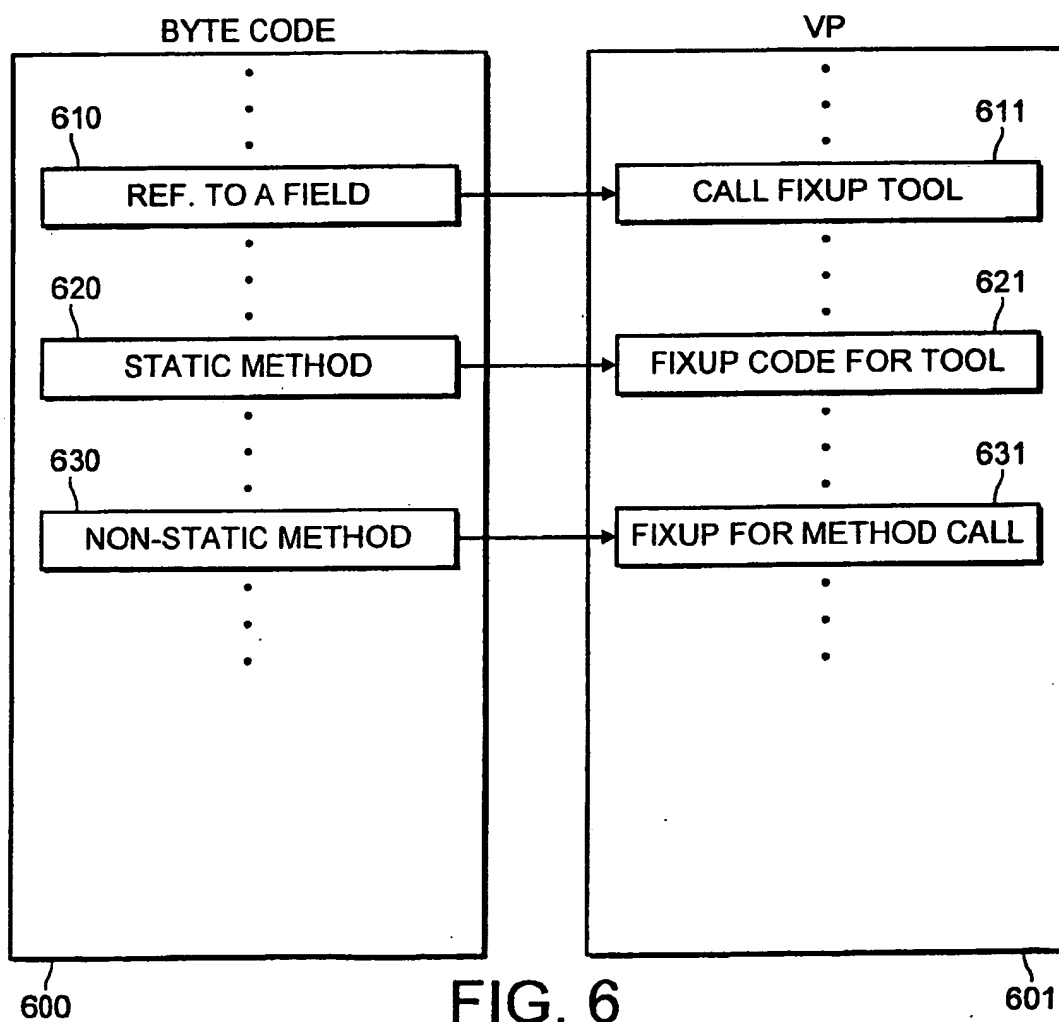 BYTE CODE
VP
610
REF. TO A FIELD
611
CALL FIXUP TOOL
620
STATIC METHOD
621
FIXUP CODE FOR TOOL
630
NON-STATIC METHOD
631
FIXUP FOR METHOD CALL
600
601
FIG. 6